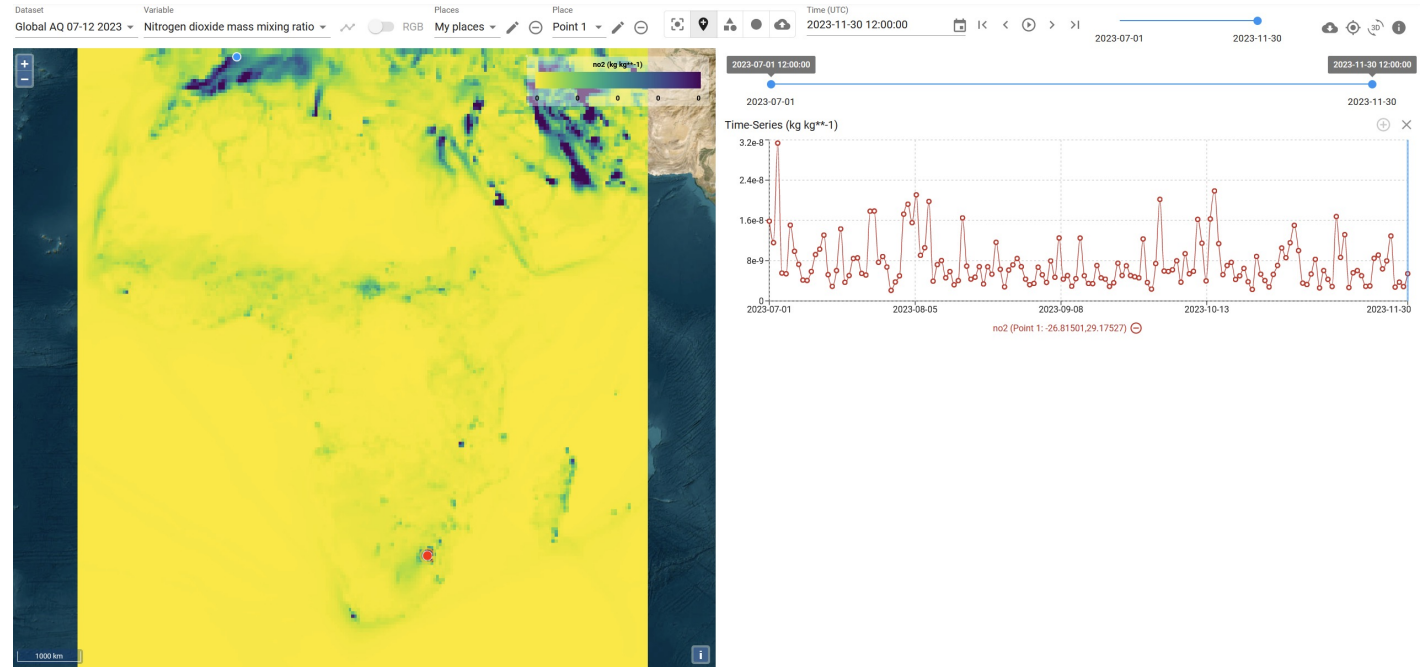 Dataset
Global AQ 07-12 2023
Variable
Nitrogen dioxide mass mixing ratio
RGB
Places
My places
Place
Point 1
Time (UTC)
2023-11-30 12:00:00
2023-07-01
2023-11-30
3D
+
−
no2 (kg kg**-1)
0 0 0 0 0
1000 km
i
2023-07-01 12:00:00
2023-11-30 12:00:00
2023-07-01
2023-11-30
Time-Series (kg kg**-1)
3.2e-8
2.4e-8
1.6e-8
8e-9
0
2023-07-01
2023-08-05
2023-09-08
2023-10-13
2023-11-30
no2 (Point 1: -26.81501,29.17527)